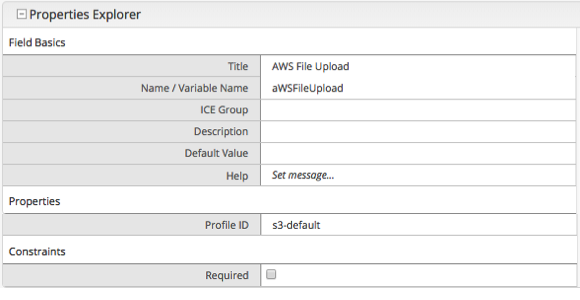 Properties Explorer
Field Basics
Title AWS File Upload
Name / Variable Name aWSFileUpload
ICE Group
Description
Default Value
Help Set message...
Properties
Profile ID s3-default
Constraints
Required